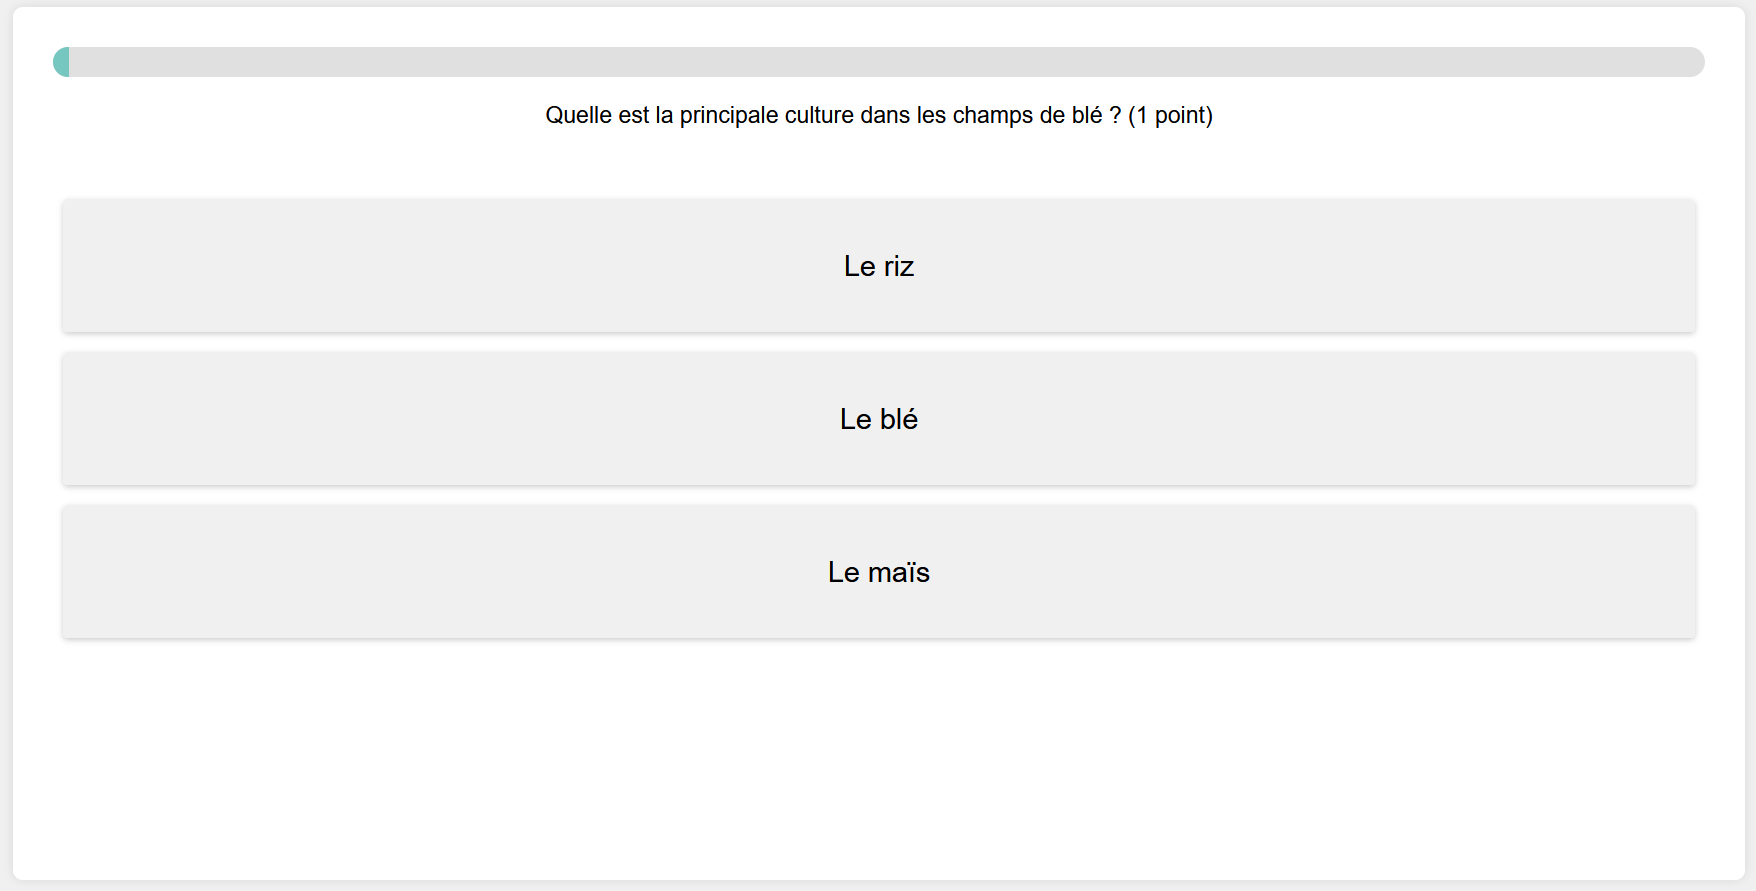 Quelle est la principale culture dans les champs de blé ? (1 point)
Le riz
Le blé
Le maïs